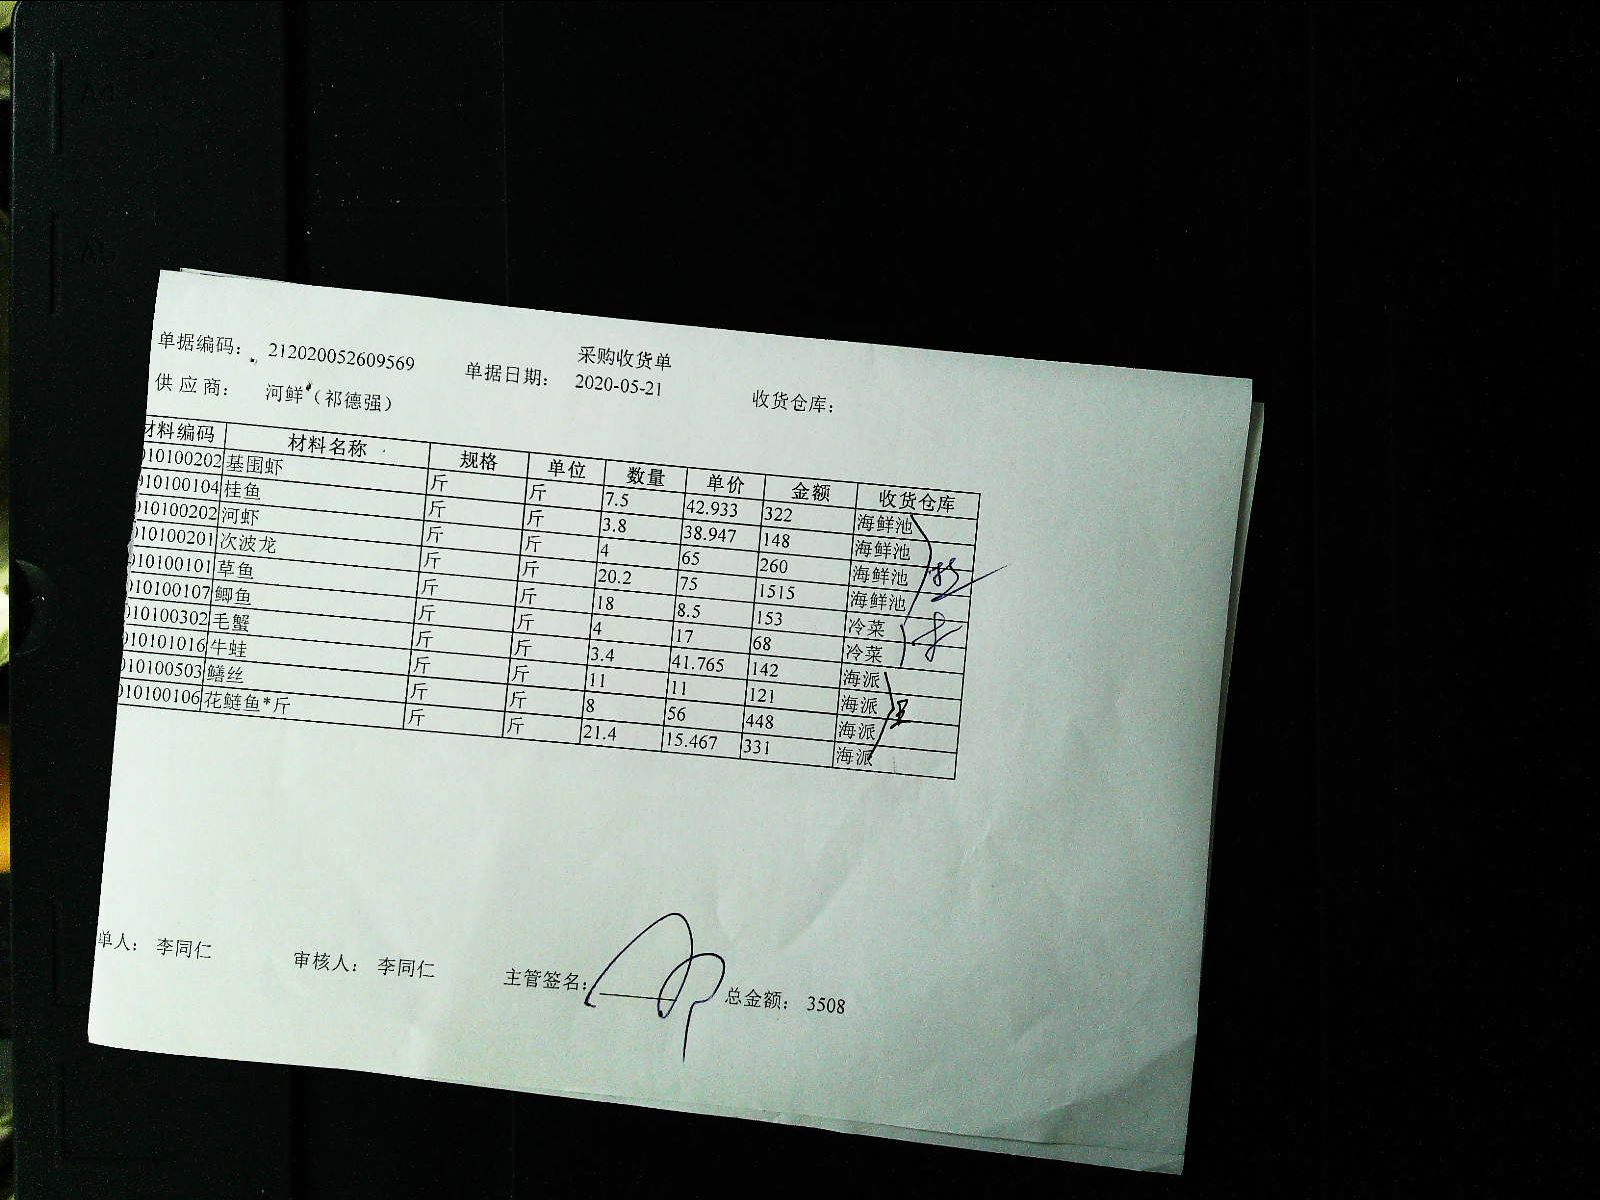 采购收货单
单据编码： 212020052609569 单据日期： 2020-05-21 收货仓库：
供 应 商： 河鲜*（祁德强）
材料编码 材料名称 规格 单位 数量 单价 金额 收货仓库
010100202 基围虾 斤 斤 7.5 42.933 322 海鲜池
010100104 桂鱼 斤 斤 3.8 38.947 148 海鲜池
010100202 河虾 斤 斤 4 65 260 海鲜池
010100201 次波龙 斤 斤 20.2 75 1515 海鲜池
010100101 草鱼 斤 斤 18 8.5 153 冷菜
010100107 鲫鱼 斤 斤 4 17 68 冷菜
010100302 毛蟹 斤 斤 3.4 41.765 142 海派
010101016 牛蛙 斤 斤 11 11 121 海派
010100503 鳝丝 斤 斤 8 56 448 海派
010100106 花鲢鱼*斤 斤 斤 21.4 15.467 331 海派
单人： 李同仁 审核人： 李同仁 主管签名： 总金额： 3508